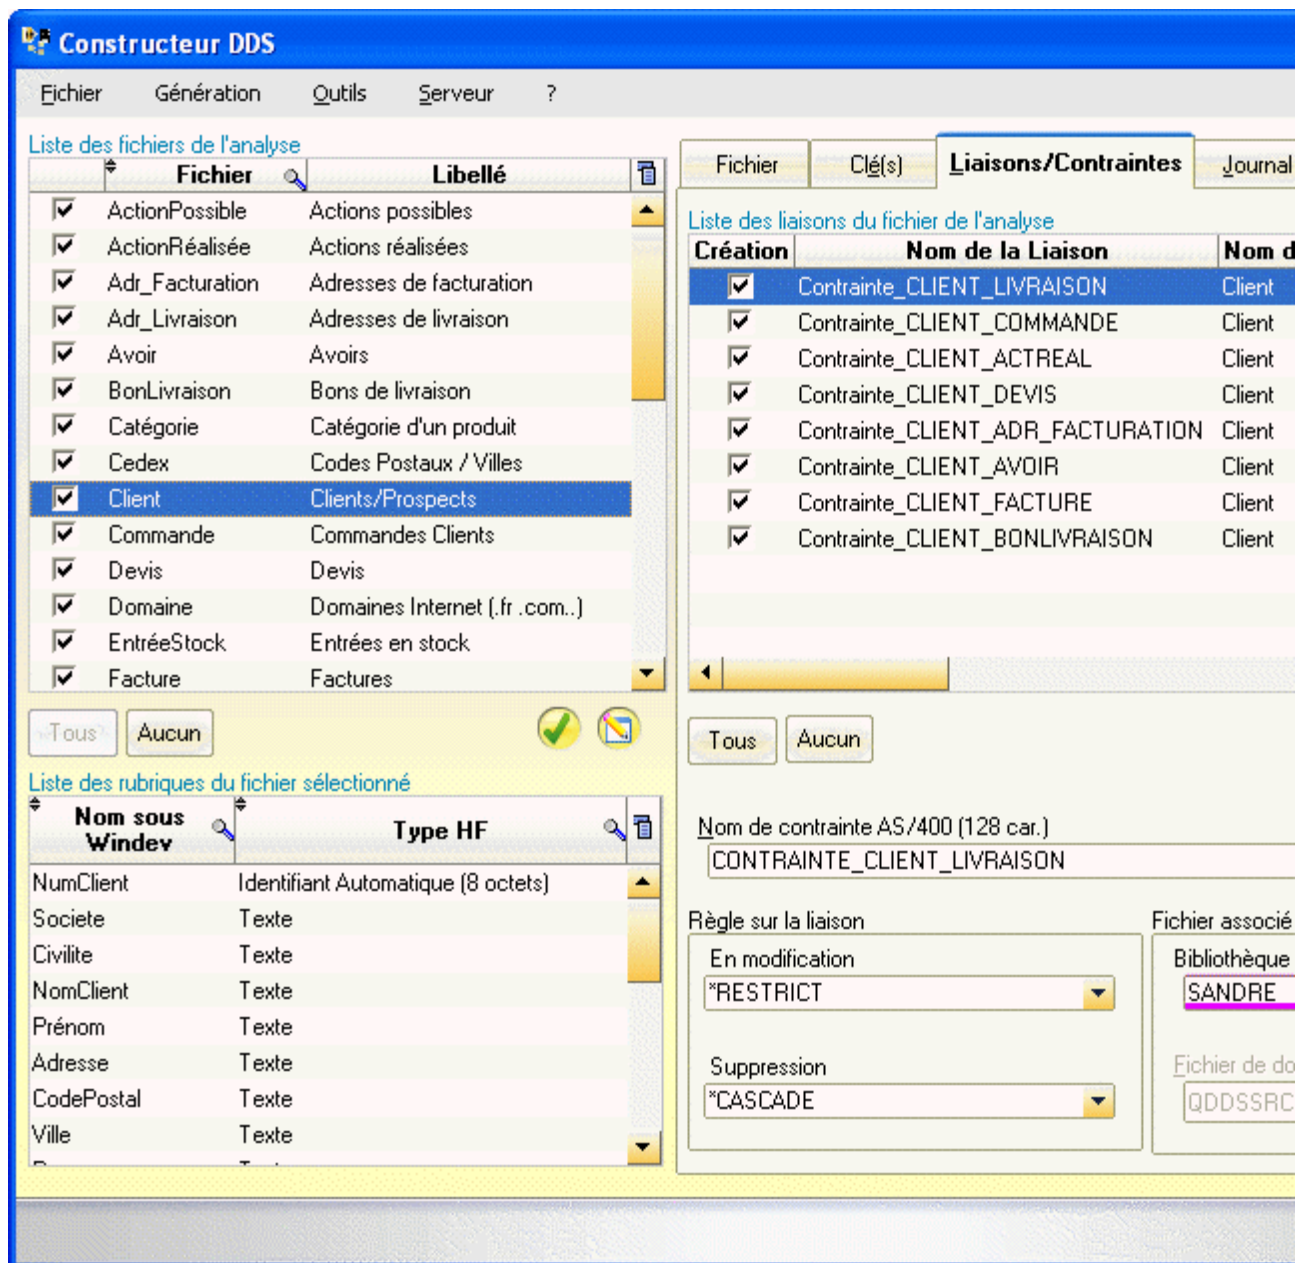 Constructeur DDS
Fichier Génération Outils Serveur ?
Liste des fichiers de l'analyse
Fichier Libellé
ActionPossible Actions possibles
ActionRéalisée Actions réalisées
Adr_Facturation Adresses de facturation
Adr_Livraison Adresses de livraison
Avoir Avoirs
BonLivraison Bons de livraison
Catégorie Catégorie d'un produit
Cedex Codes Postaux / Villes
Client Clients/Prospects
Commande Commandes Clients
Devis Devis
Domaine Domaines Internet (.fr .com..)
EntréeStock Entrées en stock
Facture Factures
Tous Aucun
Liste des rubriques du fichier sélectionné
Nom sous
Windev
Type HF
NumClient Identifiant Automatique (8 octets)
Societe Texte
Civilite Texte
NomClient Texte
Prénom Texte
Adresse Texte
CodePostal Texte
Ville Texte
Fichier Clé(s) Liaisons/Contraintes Journal
Liste des liaisons du fichier de l'analyse
Création Nom de la Liaison Nom d
Contrainte_CLIENT_LIVRAISON Client
Contrainte_CLIENT_COMMANDE Client
Contrainte_CLIENT_ACTREAL Client
Contrainte_CLIENT_DEVIS Client
Contrainte_CLIENT_ADR_FACTURATION Client
Contrainte_CLIENT_AVOIR Client
Contrainte_CLIENT_FACTURE Client
Contrainte_CLIENT_BONLIVRAISON Client
Tous Aucun
Nom de contrainte AS/400 (128 car.)
CONTRAINTE_CLIENT_LIVRAISON
Règle sur la liaison
En modification
*RESTRICT
Suppression
*CASCADE
Fichier associé
Bibliothèque
SANDRE
Fichier de do
QDDSSRC